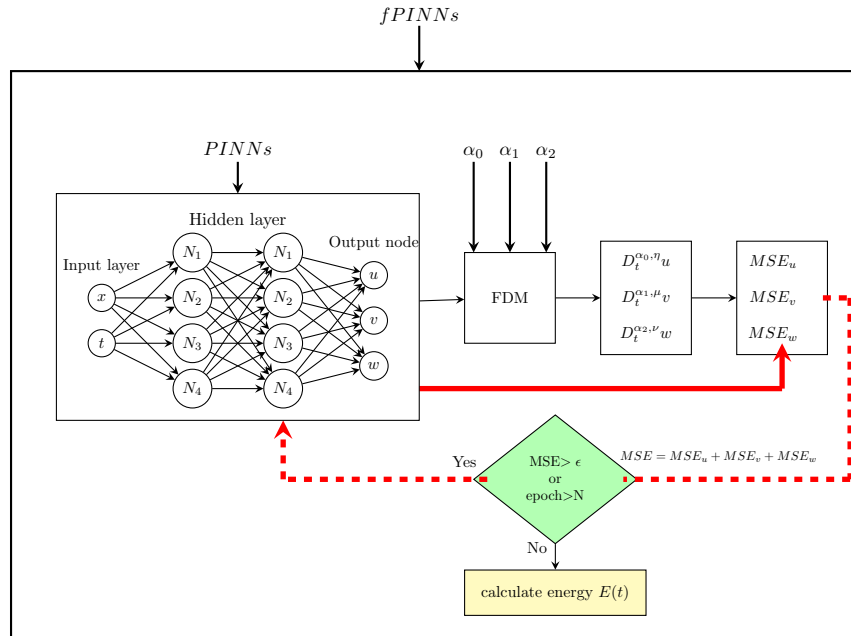 fPINNs
PINNs
α₀ α₁ α₂
Hidden layer
Output node
Input layer
x
t
N₁
N₂
N₃
N₄
N₁
N₂
N₃
N₄
u
v
w
FDM
D_t^{α₀,η}u
D_t^{α₁,μ}v
D_t^{α₂,ν}w
MSE_u
MSE_v
MSE_w
Yes
MSE> ϵ
or
epoch>N
MSE = MSE_u + MSE_v + MSE_w
No
calculate energy E(t)